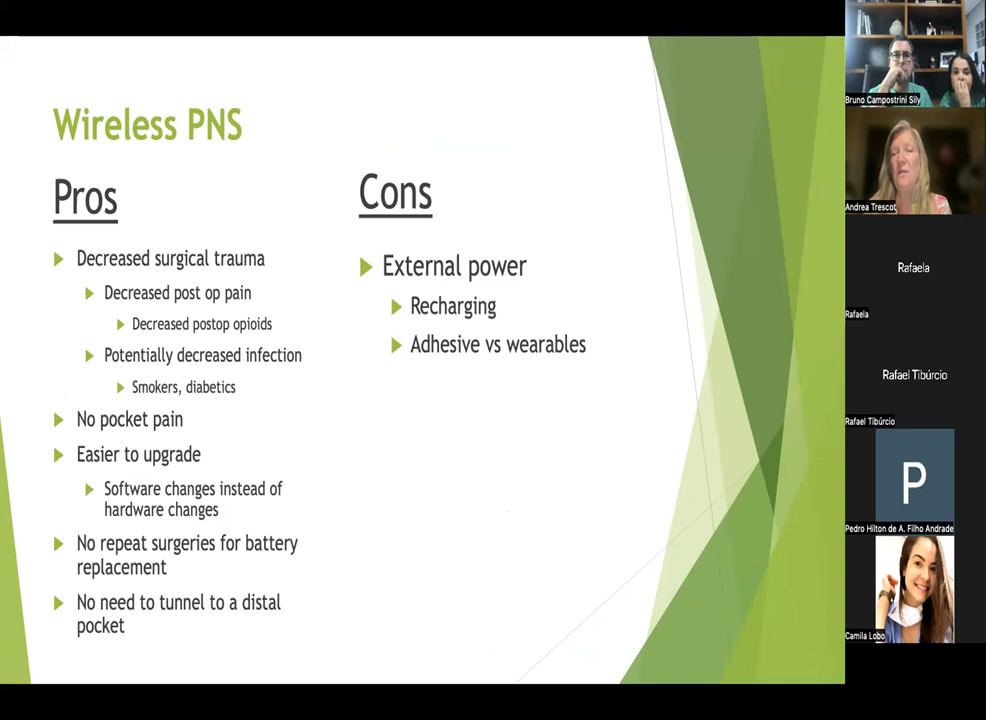 Wireless PNS
Pros
Decreased surgical trauma
Decreased post op pain
Decreased postop opioids
Potentially decreased infection
Smokers, diabetics
No pocket pain
Easier to upgrade
Software changes instead of
hardware changes
No repeat surgeries for battery
replacement
No need to tunnel to a distal
pocket
Cons
External power
Recharging
Adhesive vs wearables
Bruno Campostrini Sily
Andrea Trescot
Rafaela
Rafaela
Rafael Tibúrcio
Rafael Tibúrcio
P
Pedro Hilton de A. Filho Andrade
Camila Lobo